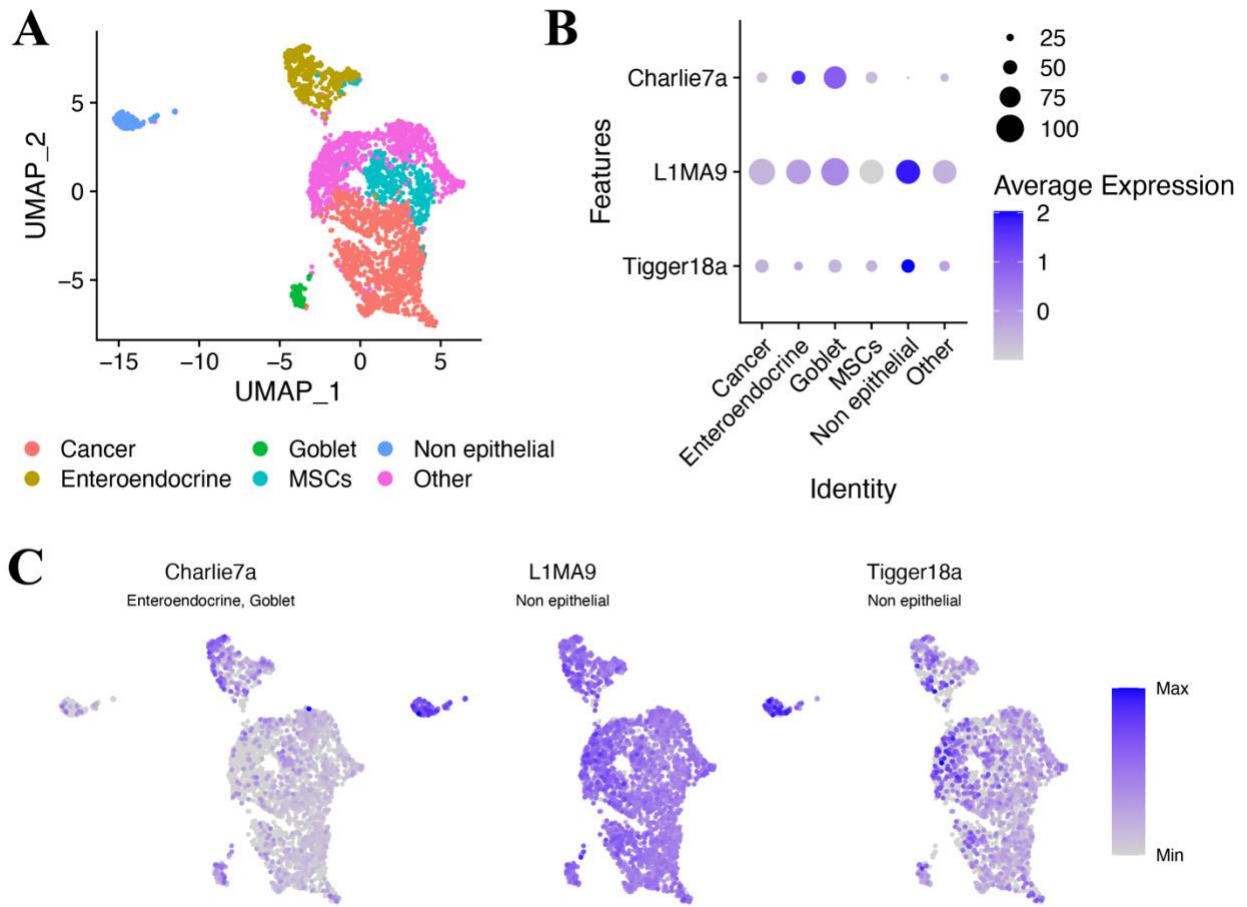 A
UMAP_2
5
0
−5
−15
−10
−5
0
5
UMAP_1
Cancer
Goblet
Non epithelial
Enteroendocrine
MSCs
Other
B
Features
Charlie7a
L1MA9
Tigger18a
Cancer
Enteroendocrine
Goblet
MSCs
Non epithelial
Other
Identity
25
50
75
100
Average Expression
2
1
0
C
Charlie7a
Enteroendocrine, Goblet
L1MA9
Non epithelial
Tigger18a
Non epithelial
Max
Min